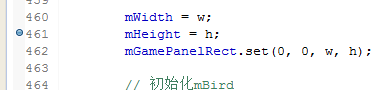 460 mWidth = w;
461 mHeight = h;
462 mGamePanelRect.set(0, 0, w, h);
463
464 // 初始化mBird